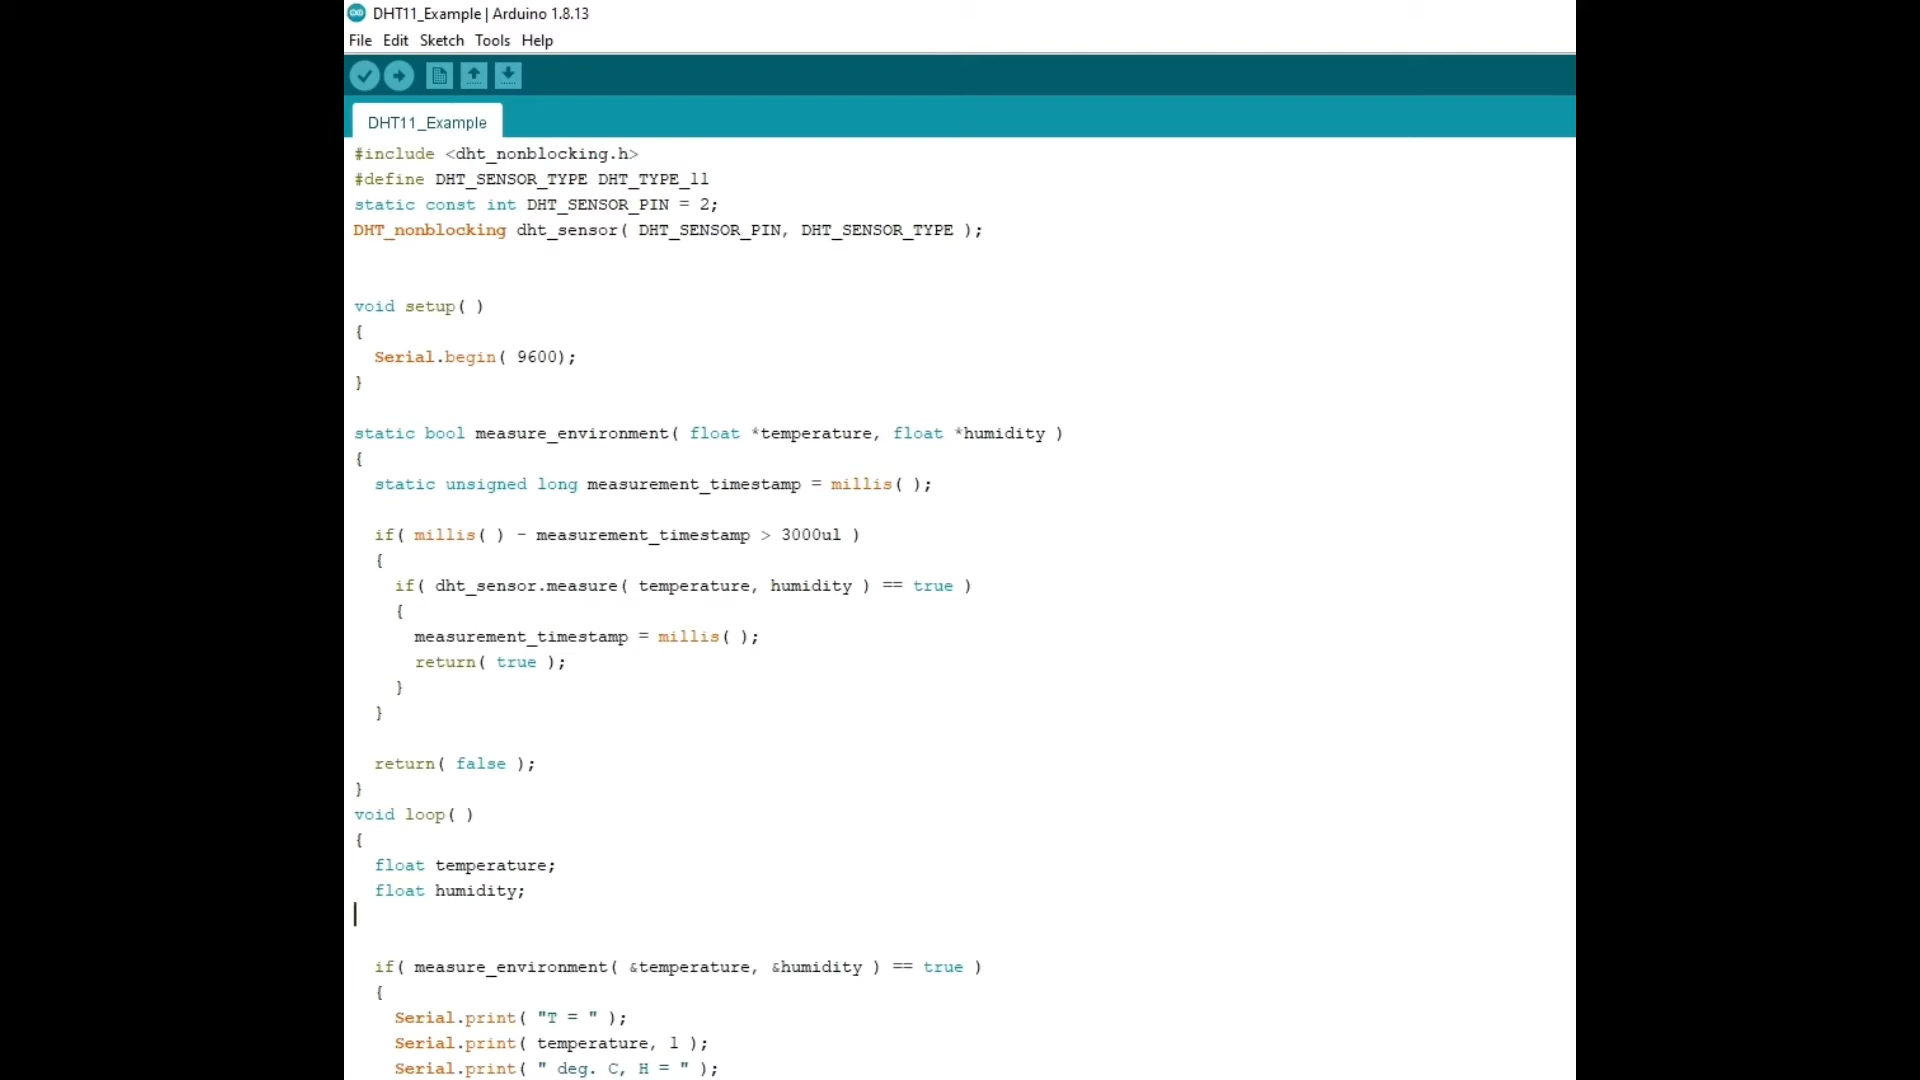 DHT11_Example | Arduino 1.8.13
File Edit Sketch Tools Help
DHT11_Example
#include <dht_nonblocking.h>
#define DHT_SENSOR_TYPE DHT_TYPE_11
static const int DHT_SENSOR_PIN = 2;
DHT_nonblocking dht_sensor( DHT_SENSOR_PIN, DHT_SENSOR_TYPE );
void setup( )
{
Serial.begin( 9600);
}
static bool measure_environment( float *temperature, float *humidity )
{
static unsigned long measurement_timestamp = millis( );
if( millis( ) - measurement_timestamp > 3000ul )
{
if( dht_sensor.measure( temperature, humidity ) == true )
{
measurement_timestamp = millis( );
return( true );
}
}
return( false );
}
void loop( )
{
float temperature;
float humidity;
if( measure_environment( &temperature, &humidity ) == true )
{
Serial.print( "T = " );
Serial.print( temperature, 1 );
Serial.print( " deg. C, H = " );